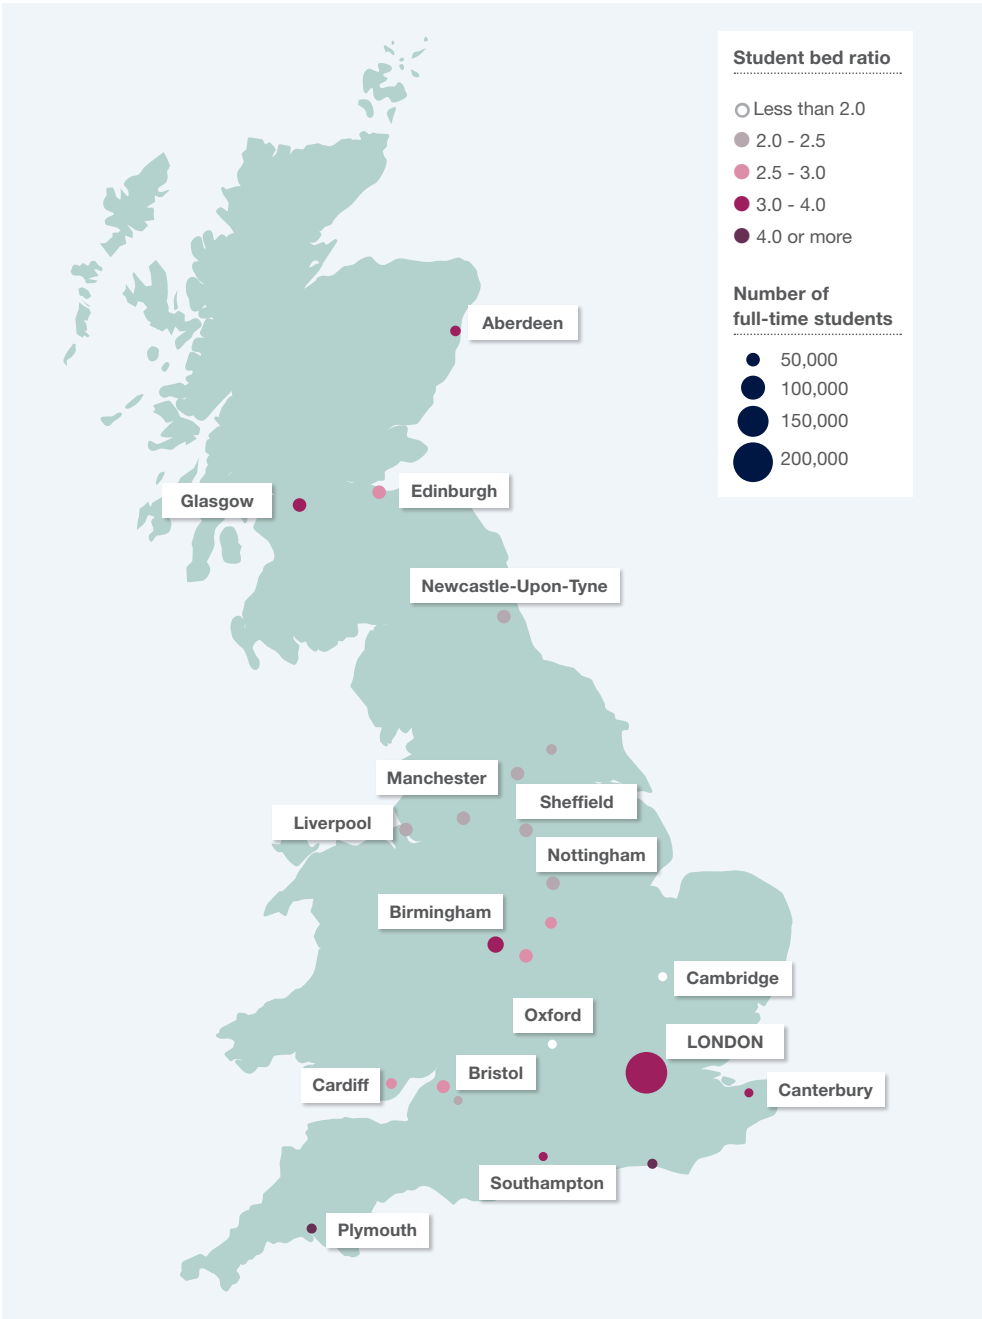 Student bed ratio
Less than 2.0
2.0 - 2.5
2.5 - 3.0
3.0 - 4.0
4.0 or more
Number of
full-time students
50,000
100,000
150,000
200,000
Aberdeen
Edinburgh
Glasgow
Newcastle-Upon-Tyne
Manchester
Sheffield
Liverpool
Nottingham
Birmingham
Cambridge
Oxford
LONDON
Bristol
Cardiff
Canterbury
Southampton
Plymouth